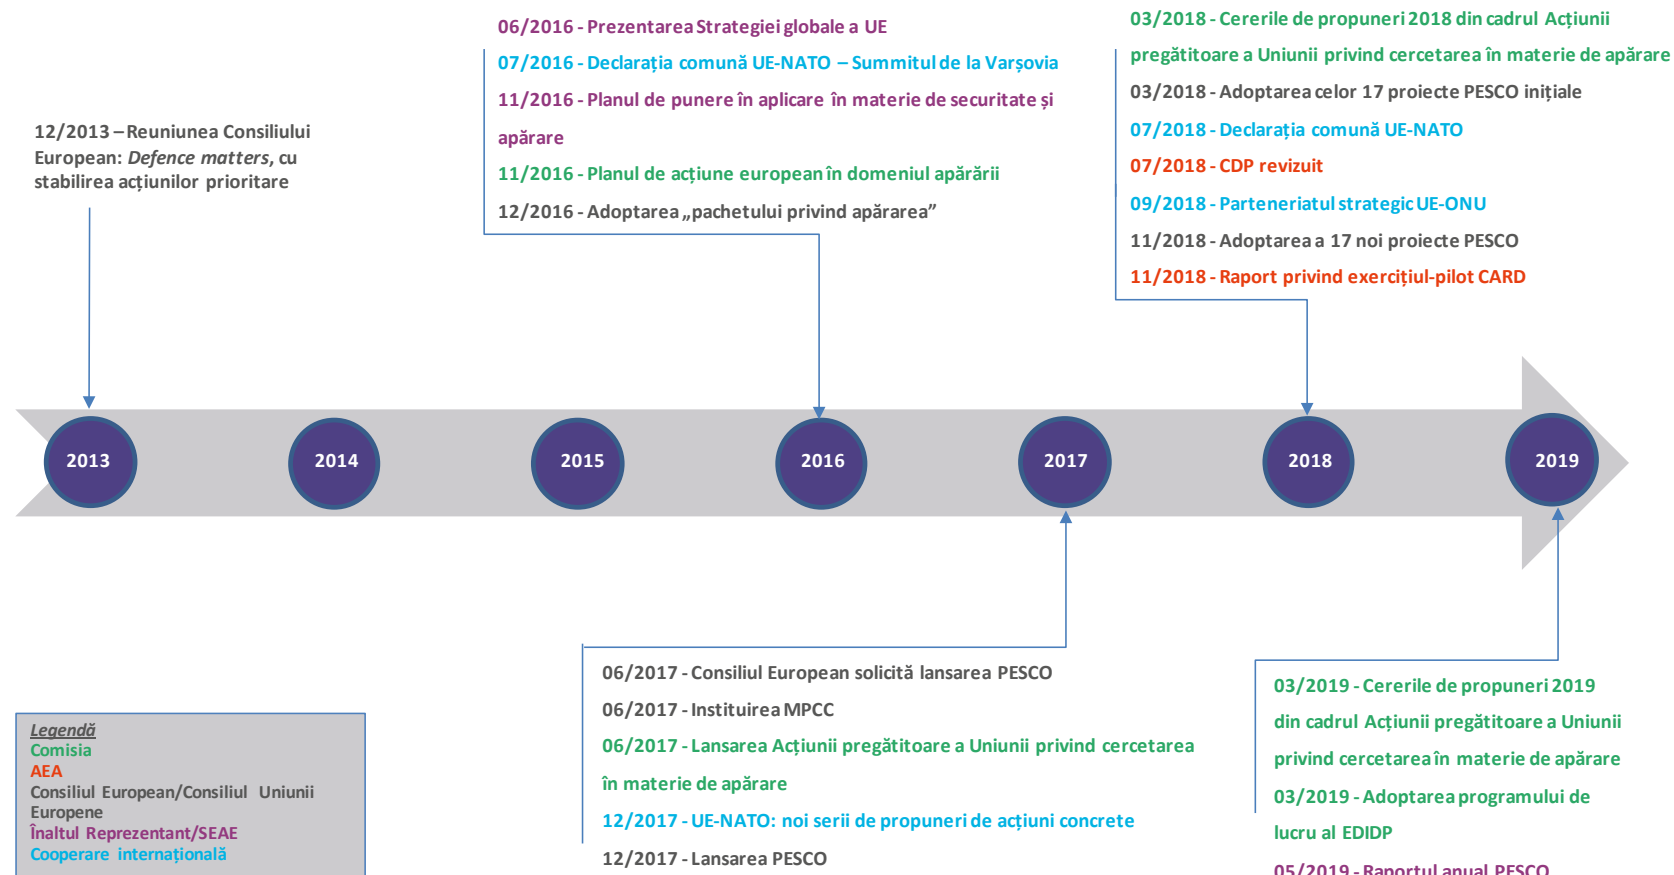 12/2013 – Reuniunea Consiliului
European: Defence matters, cu
stabilirea acțiunilor prioritare
06/2016 - Prezentarea Strategiei globale a UE
07/2016 - Declarația comună UE-NATO – Summitul de la Varșovia
11/2016 - Planul de punere în aplicare în materie de securitate și
apărare
11/2016 - Planul de acțiune european în domeniul apărării
12/2016 - Adoptarea „pachetului privind apărarea”
03/2018 - Cererile de propuneri 2018 din cadrul Acțiunii
pregătitoare a Uniunii privind cercetarea în materie de apărare
03/2018 - Adoptarea celor 17 proiecte PESCO inițiale
07/2018 - Declarația comună UE-NATO
07/2018 - CDP revizuit
09/2018 - Parteneriatul strategic UE-ONU
11/2018 - Adoptarea a 17 noi proiecte PESCO
11/2018 - Raport privind exercițiul-pilot CARD
2013
2014
2015
2016
2017
2018
2019
06/2017 - Consiliul European solicită lansarea PESCO
06/2017 - Instituirea MPCC
06/2017 - Lansarea Acțiunii pregătitoare a Uniunii privind cercetarea
în materie de apărare
12/2017 - UE-NATO: noi serii de propuneri de acțiuni concrete
12/2017 - Lansarea PESCO
03/2019 - Cererile de propuneri 2019
din cadrul Acțiunii pregătitoare a Uniunii
privind cercetarea în materie de apărare
03/2019 - Adoptarea programului de
lucru al EDIDP
05/2019 - Raportul anual PESCO
Legendă
Comisia
AEA
Consiliul European/Consiliul Uniunii
Europene
Înaltul Reprezentant/SEAE
Cooperare internațională